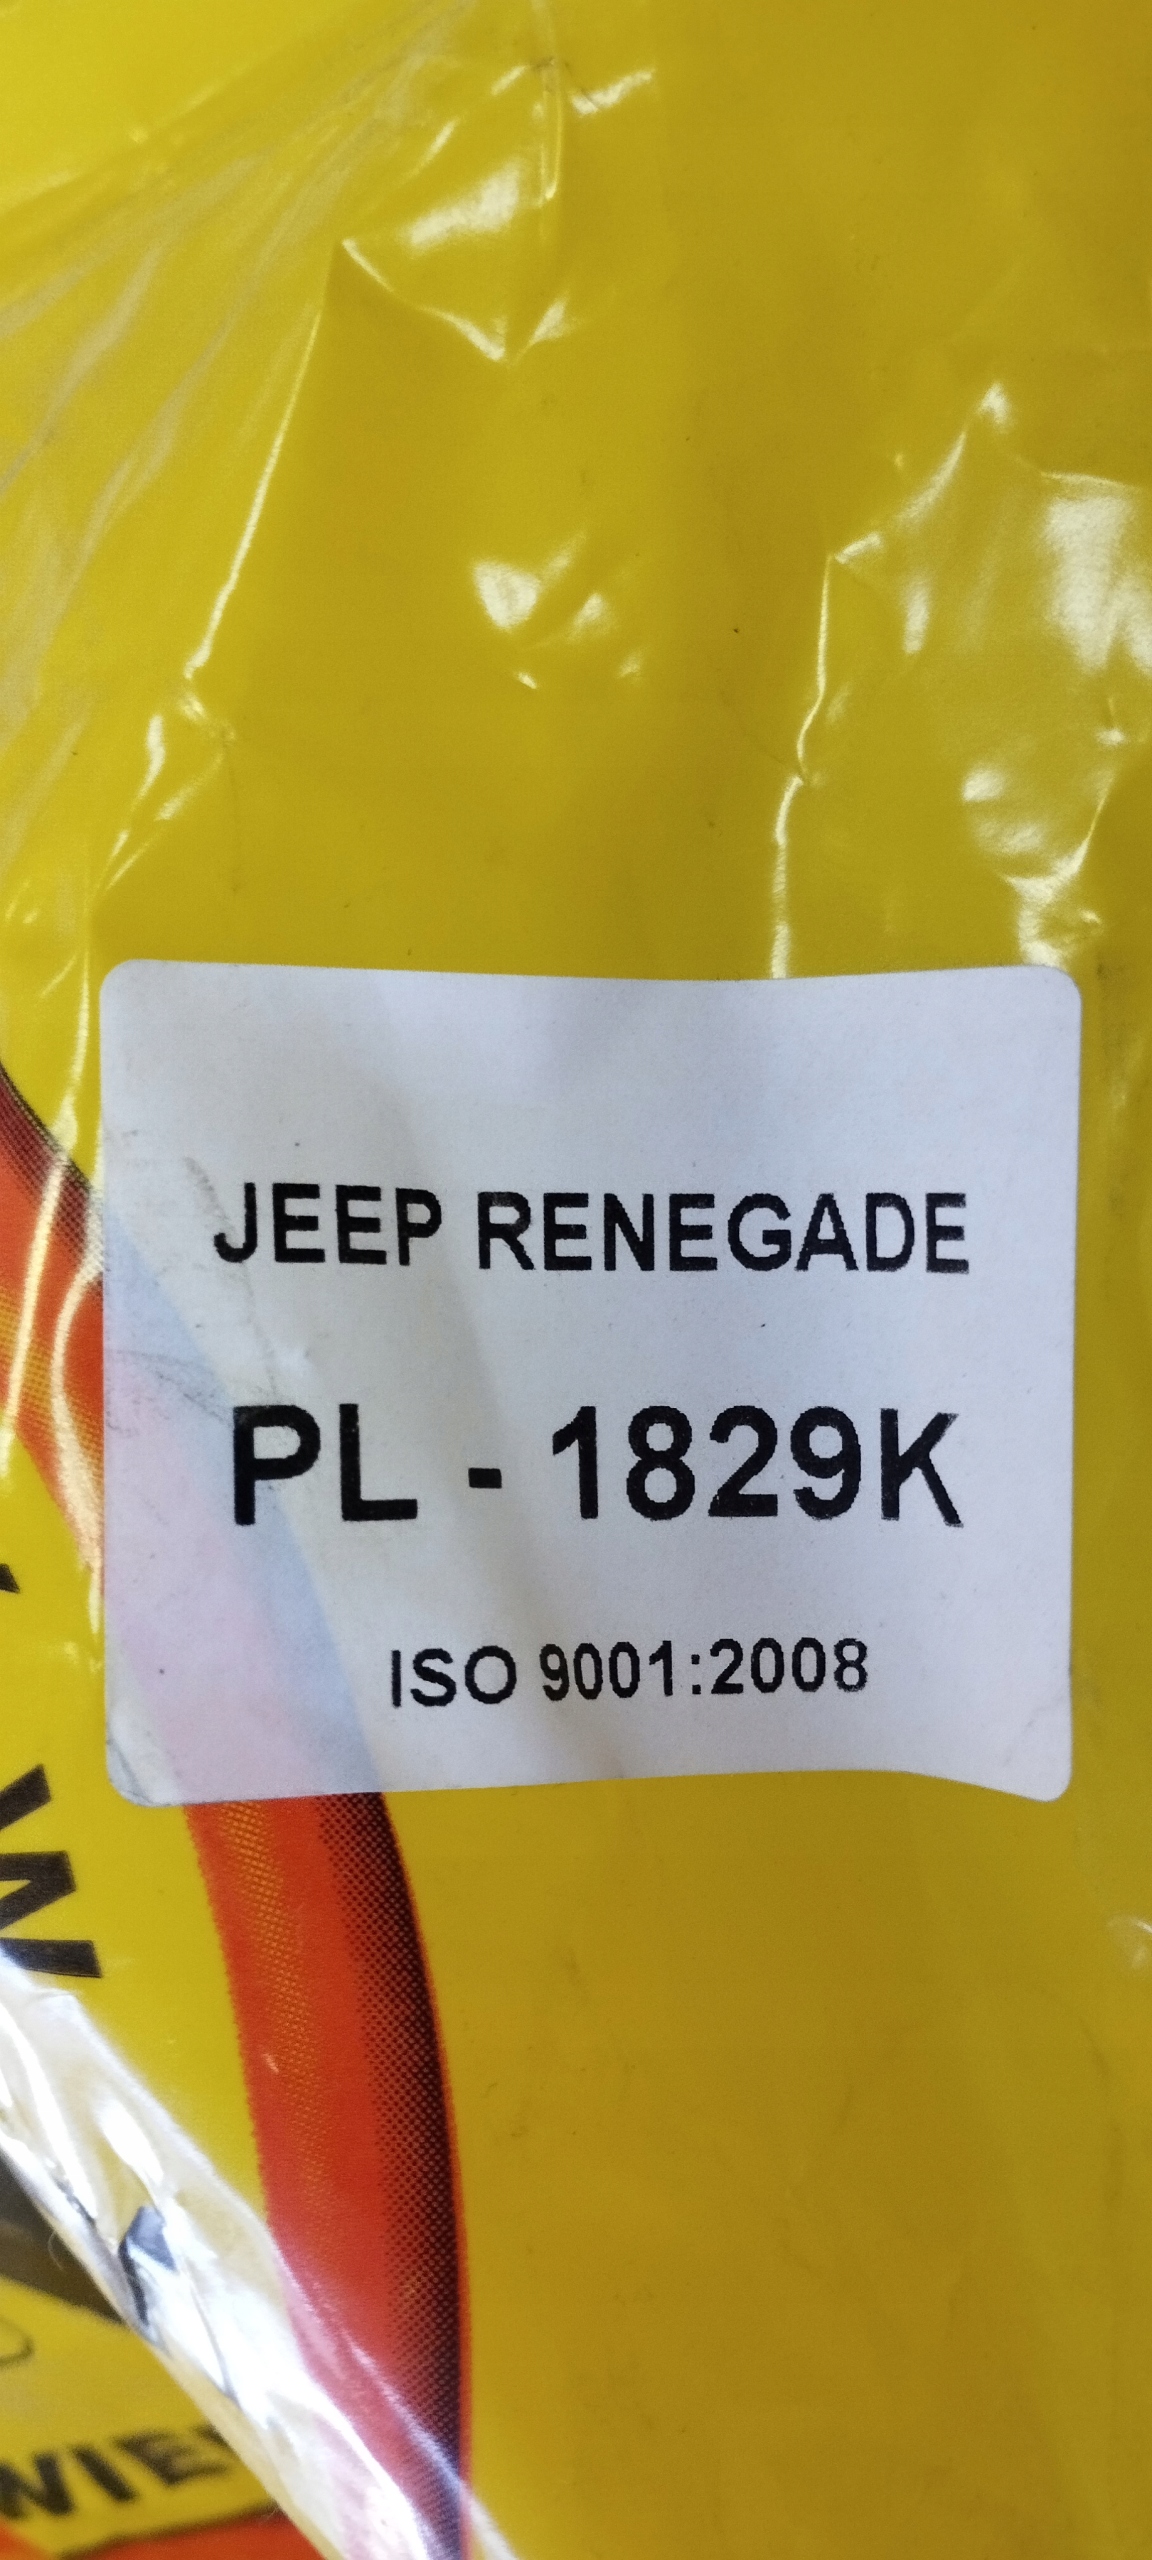 JEEP RENEGADE
PL - 1829K
ISO 9001:2008